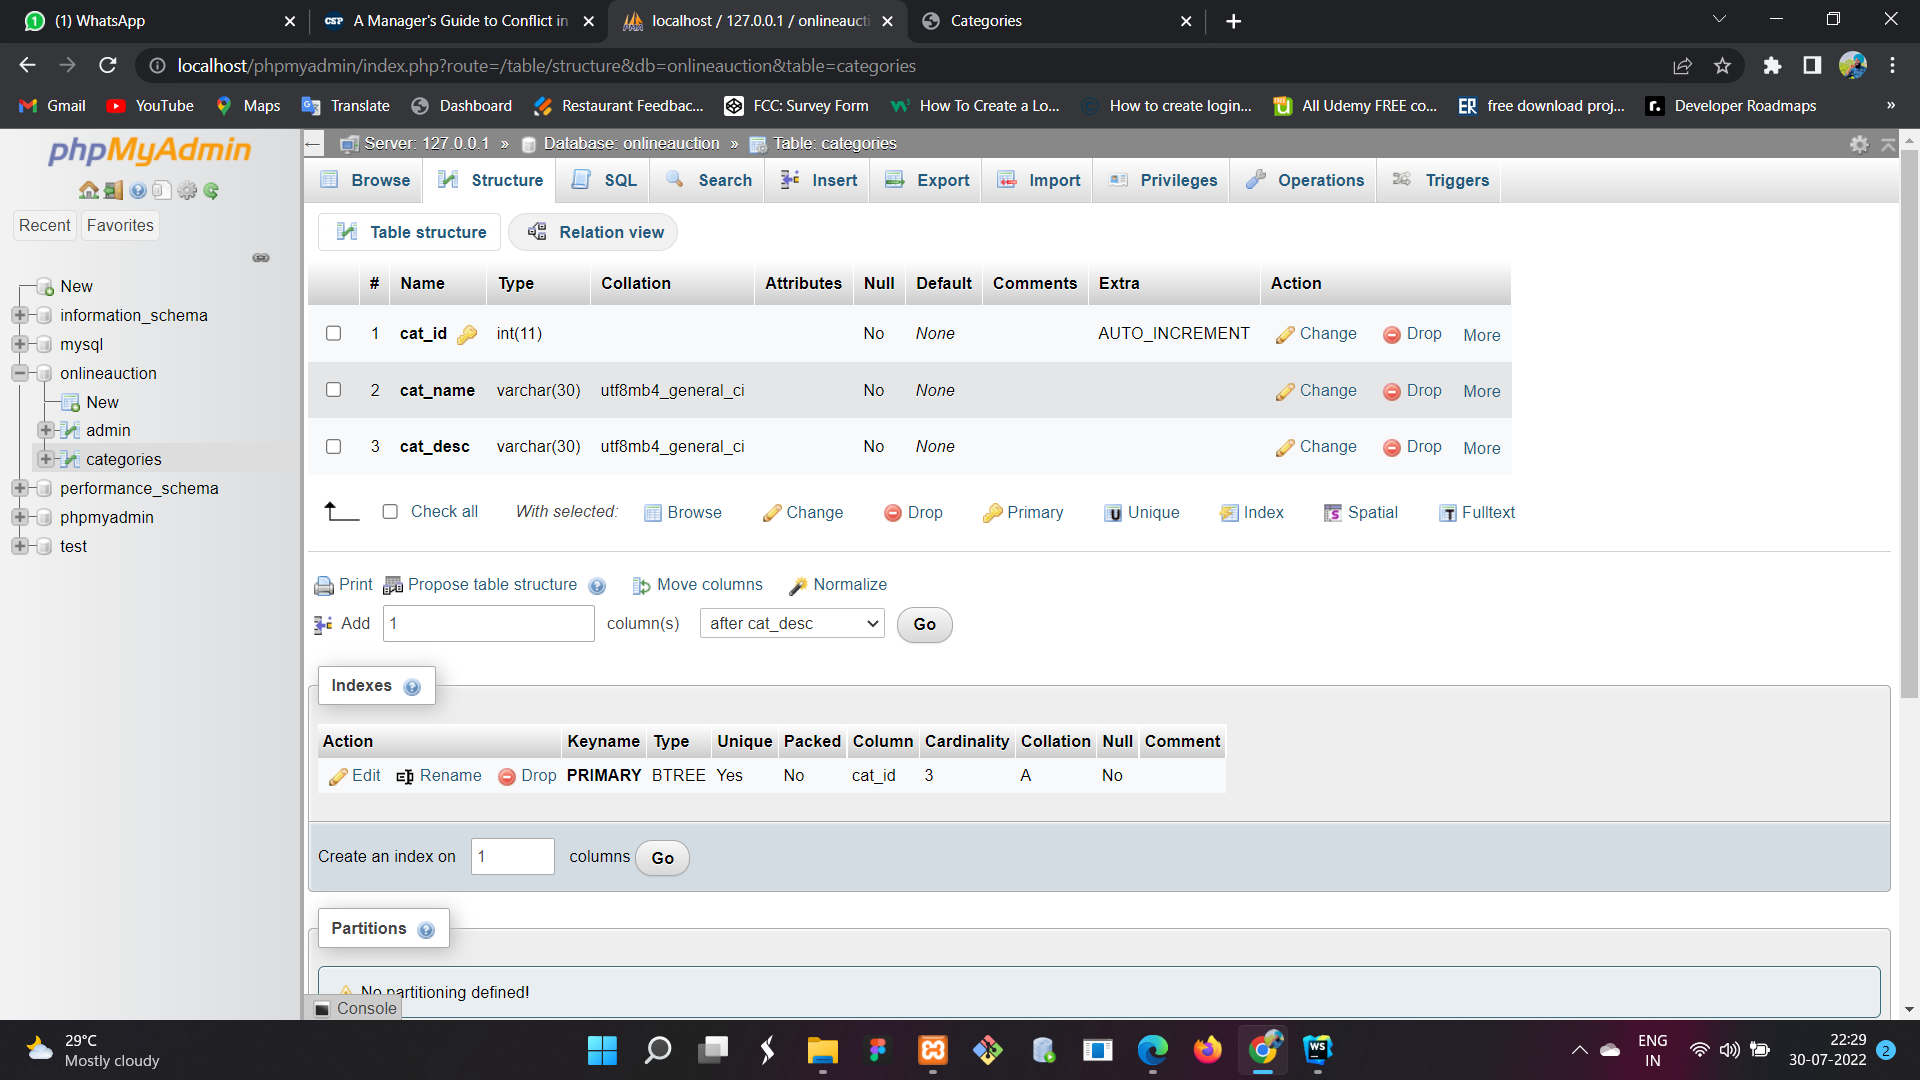 (1) WhatsApp
CSP A Manager's Guide to Conflict in
localhost / 127.0.0.1 / onlineaucti
Categories
localhost/phpmyadmin/index.php?route=/table/structure&db=onlineauction&table=categories
Gmail YouTube Maps Translate Dashboard Restaurant Feedbac... FCC: Survey Form How To Create a Lo... How to create login... All Udemy FREE co... ER free download proj... r. Developer Roadmaps »
phpMyAdmin
Recent Favorites
New
information_schema
mysql
onlineauction
New
admin
categories
performance_schema
phpmyadmin
test
Server: 127.0.0.1 » Database: onlineauction » Table: categories
Browse Structure SQL Search Insert Export Import Privileges Operations Triggers
Table structure Relation view
# Name Type Collation Attributes Null Default Comments Extra Action
1 cat_id int(11) No None AUTO_INCREMENT Change Drop More
2 cat_name varchar(30) utf8mb4_general_ci No None Change Drop More
3 cat_desc varchar(30) utf8mb4_general_ci No None Change Drop More
Check all With selected: Browse Change Drop Primary Unique Index Spatial Fulltext
Print Propose table structure Move columns Normalize
Add 1 column(s) after cat_desc Go
Indexes
Action Keyname Type Unique Packed Column Cardinality Collation Null Comment
Edit Rename Drop PRIMARY BTREE Yes No cat_id 3 A No
Create an index on 1 columns Go
Partitions
No partitioning defined!
Console
29°C
Mostly cloudy
WS
ENG
IN
22:29
30-07-2022
2